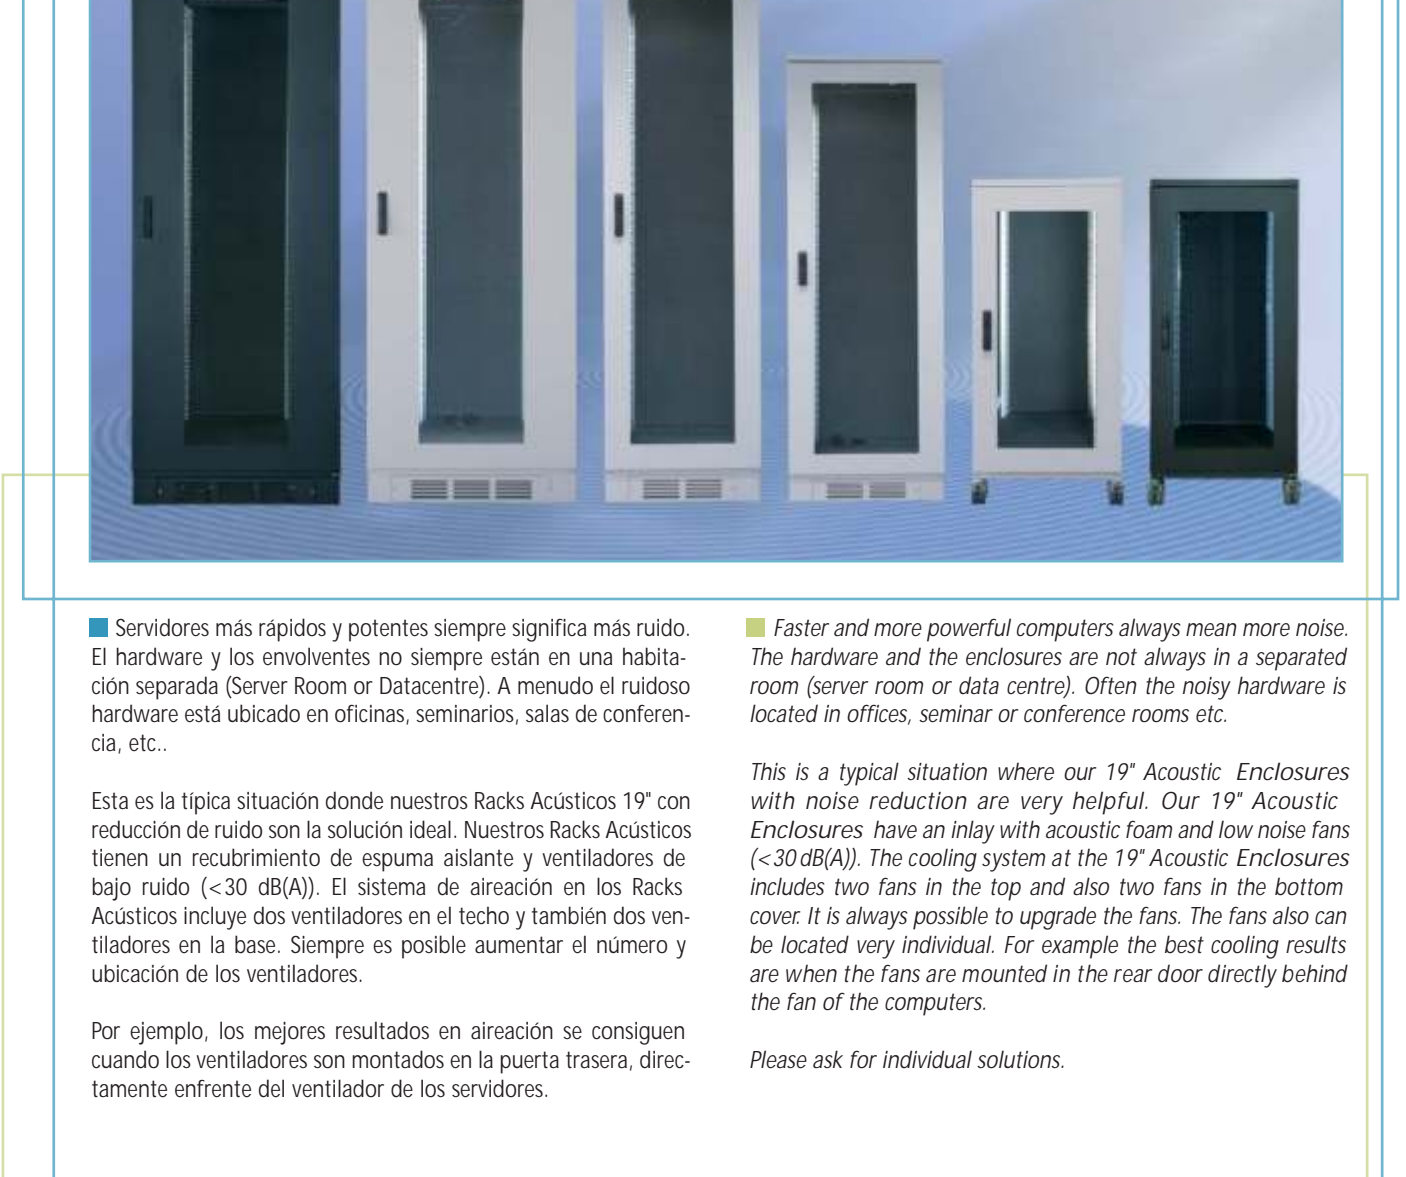 Servidores más rápidos y potentes siempre significa más ruido.
El hardware y los envolventes no siempre están en una habita-
ción separada (Server Room or Datacentre). A menudo el ruidoso
hardware está ubicado en oficinas, seminarios, salas de conferen-
cia, etc..
Esta es la típica situación donde nuestros Racks Acústicos 19" con
reducción de ruido son la solución ideal. Nuestros Racks Acústicos
tienen un recubrimiento de espuma aislante y ventiladores de
bajo ruido (<30 dB(A)). El sistema de aireación en los Racks
Acústicos incluye dos ventiladores en el techo y también dos ven-
tiladores en la base. Siempre es posible aumentar el número y
ubicación de los ventiladores.
Por ejemplo, los mejores resultados en aireación se consiguen
cuando los ventiladores son montados en la puerta trasera, direc-
tamente enfrente del ventilador de los servidores.
Faster and more powerful computers always mean more noise.
The hardware and the enclosures are not always in a separated
room (server room or data centre). Often the noisy hardware is
located in offices, seminar or conference rooms etc.
This is a typical situation where our 19" Acoustic Enclosures
with noise reduction are very helpful. Our 19" Acoustic
Enclosures have an inlay with acoustic foam and low noise fans
(<30 dB(A)). The cooling system at the 19" Acoustic Enclosures
includes two fans in the top and also two fans in the bottom
cover. It is always possible to upgrade the fans. The fans also can
be located very individual. For example the best cooling results
are when the fans are mounted in the rear door directly behind
the fan of the computers.
Please ask for individual solutions.